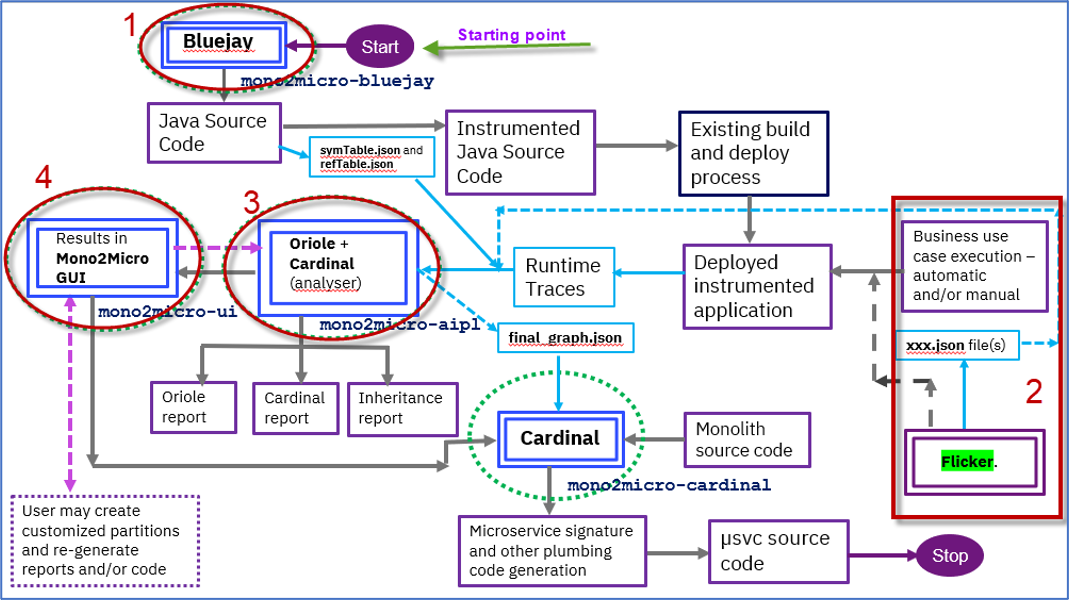 1
Bluejay
Start
Starting point
mono2micro-bluejay
Java Source
Code
symTable.json and
refTable.json
Instrumented
Java Source
Code
Existing build
and deploy
process
4
Results in
Mono2Micro
GUI
mono2micro-ui
3
Oriole +
Cardinal
(analyser)
mono2micro-aipl
Runtime
Traces
Deployed
instrumented
application
Business use
case execution –
automatic
and/or manual
xxx.json file(s)
2
Flicker.
final_graph.json
Oriole
report
Cardinal
report
Inheritance
report
Cardinal
mono2micro-cardinal
Monolith
source code
User may create
customized partitions
and re-generate
reports and/or code
Microservice signature
and other plumbing
code generation
µsvc source
code
Stop